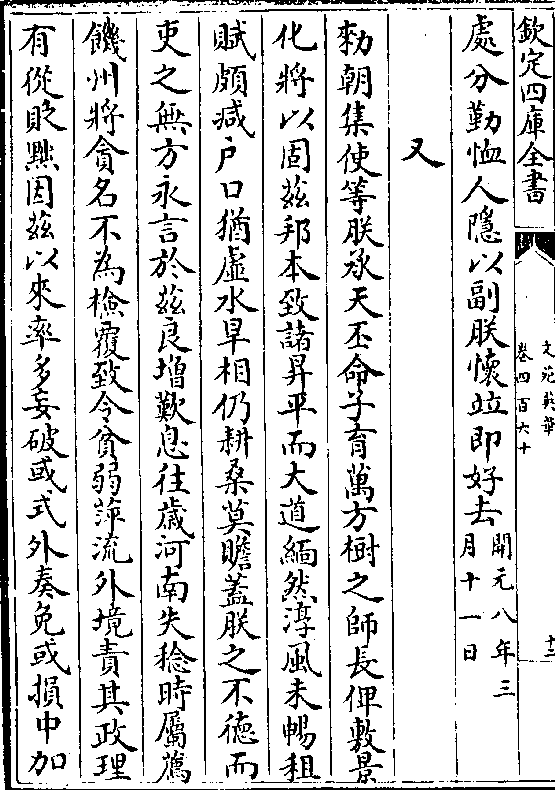 欽定四庫全書
文苑英華
卷四百六十
十三
處分勤恤人隱以副朕懷竝即好去開元八年三
月十一日
又
勑朝集使等朕承天丕命子育萬方樹之師長俾敷景
化將以固茲邦本致諸昇平而大道緬然淳風未暢租
賦頗減户口猶虛水旱相仍耕桑莫贍蓋朕之不德而
吏之無方永言於茲良增歎息往歲河南失稔時屬薦
饑州將貪名不為檢覆致令貧弱萍流外境責其政理
有從貶黜因茲以來率多妄破或式外奏免或損中加